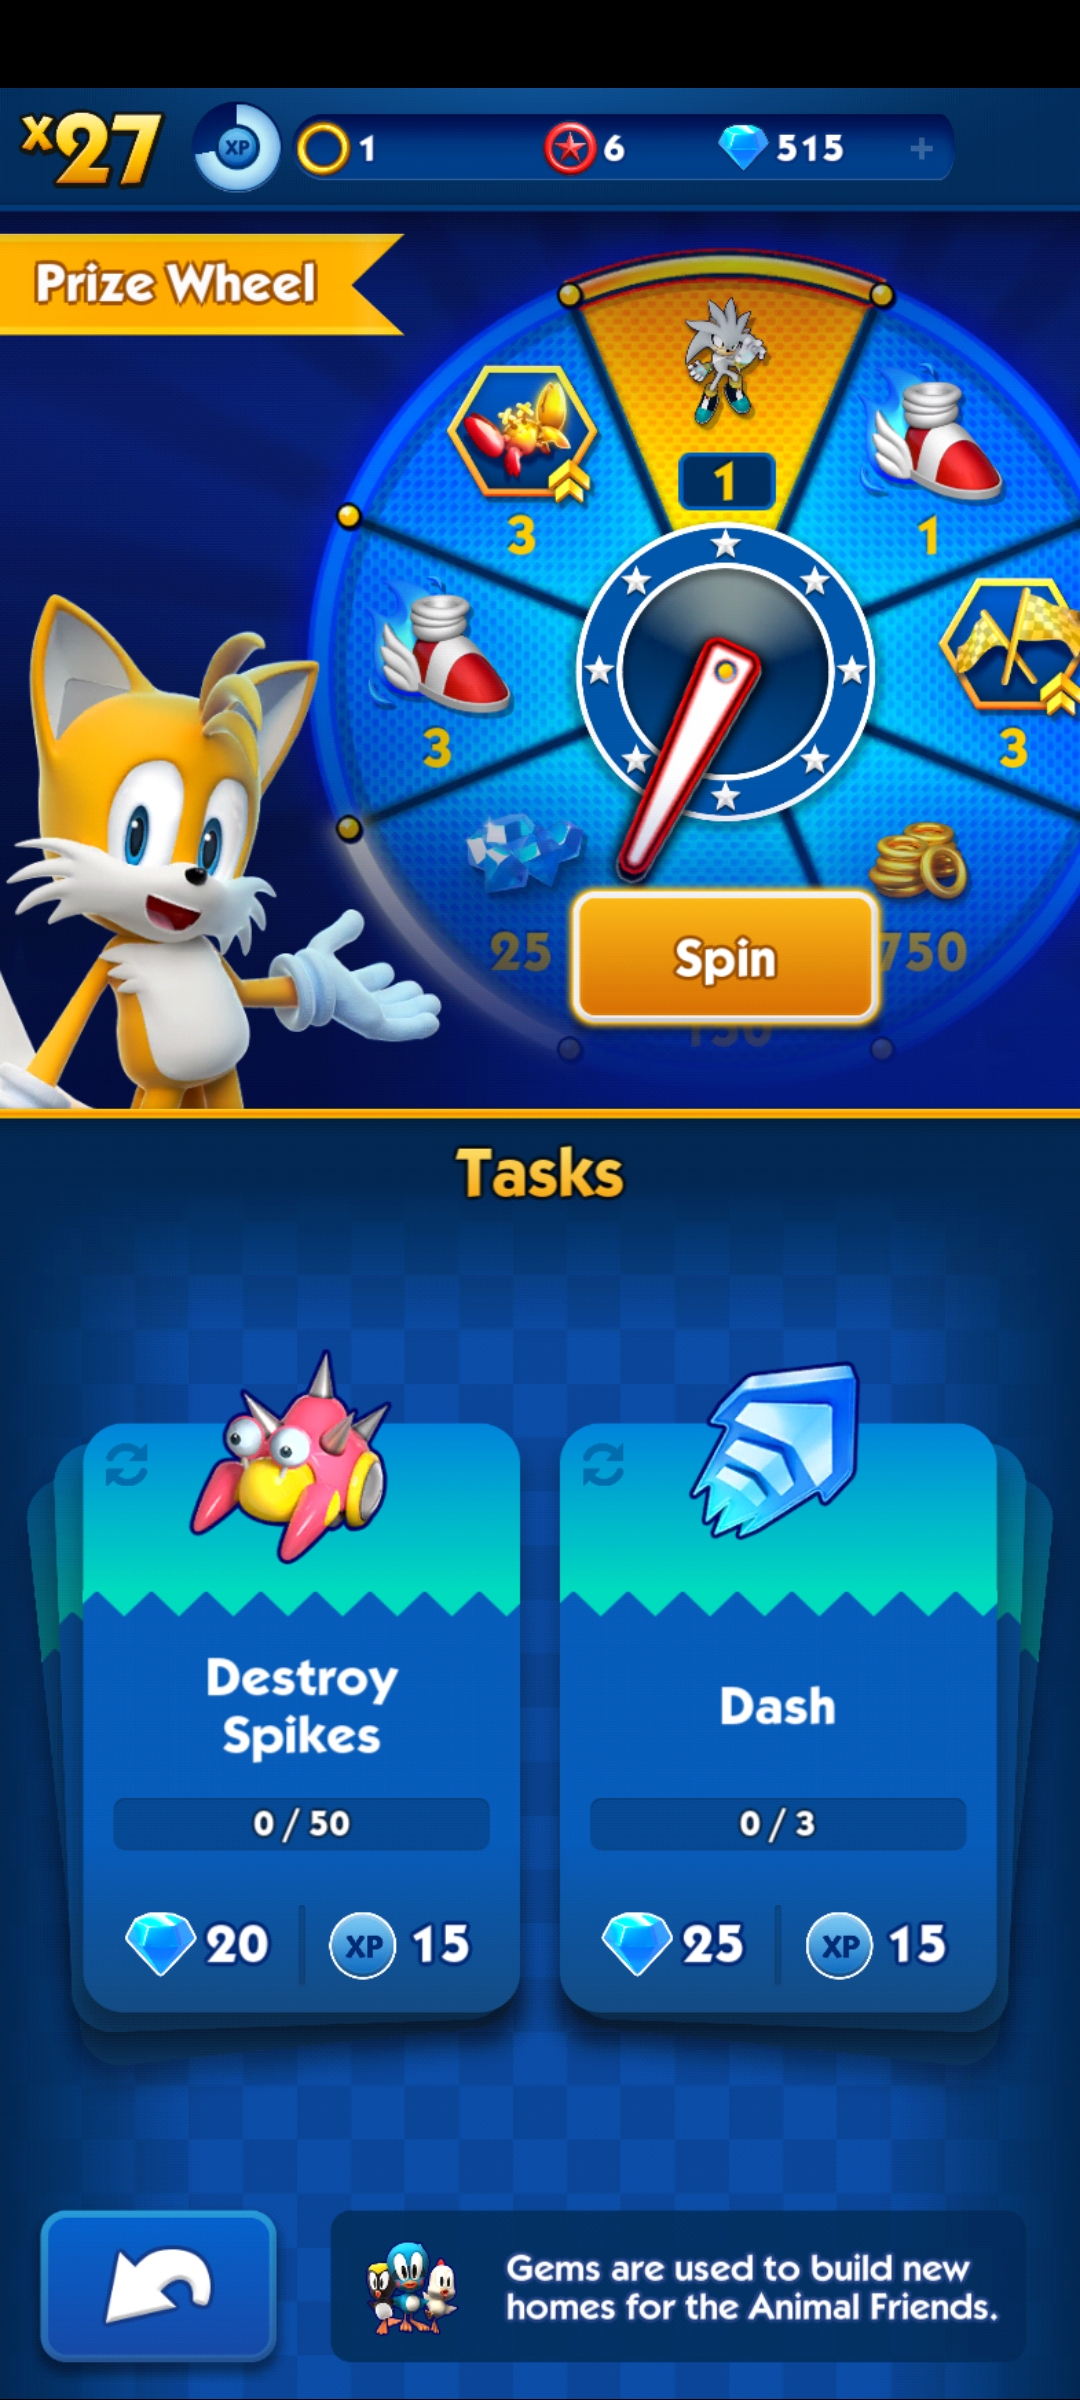 x27
XP
1
6
515
+
Prize Wheel
1
3
1
3
3
25
750
Spin
150
Tasks
Destroy
Spikes
0 / 50
20
XP
15
Dash
0 / 3
25
XP
15
Gems are used to build new
homes for the Animal Friends.